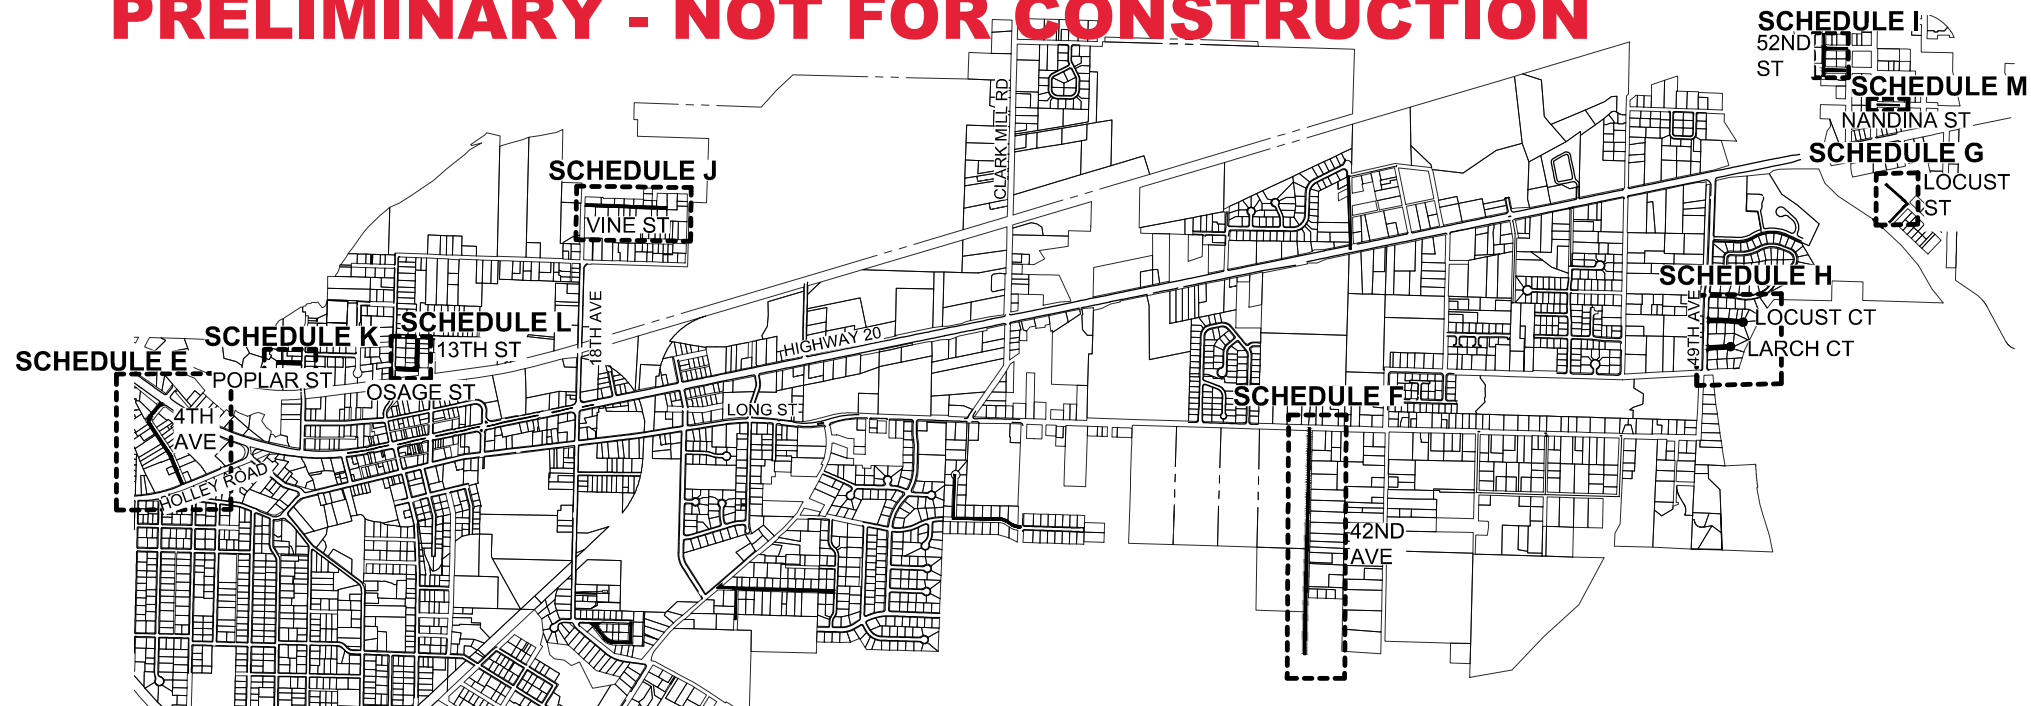 PRELIMINARY - NOT FOR CONSTRUCTION
SCHEDULE I
52ND
ST
SCHEDULE M
NANDINA ST
SCHEDULE G
LOCUST
ST
CLARK MILL RD
SCHEDULE J
VINE ST
SCHEDULE H
49TH AVE
LOCUST CT
LARCH CT
18TH AVE
SCHEDULE L
13TH ST
SCHEDULE K
HIGHWAY 20
SCHEDULE E
POPLAR ST
OSAGE ST
SCHEDULE F
LONG ST
4TH
AVE
HOLLEY ROAD
42ND
AVE